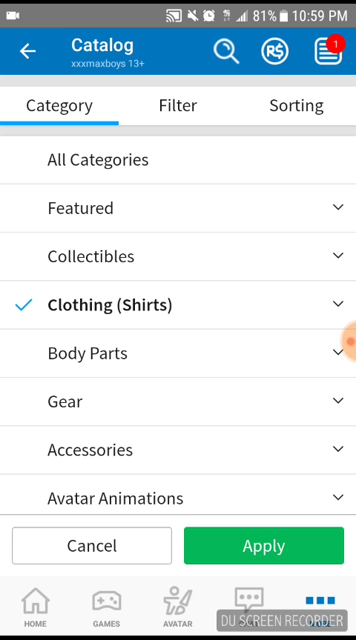 81% 10:59 PM
Catalog
xxxmaxboys 13+
R$
1
Category Filter Sorting
All Categories
Featured
Collectibles
Clothing (Shirts)
Body Parts
Gear
Accessories
Avatar Animations
Cancel Apply
HOME GAMES AVATAR
DU SCREEN RECORDER